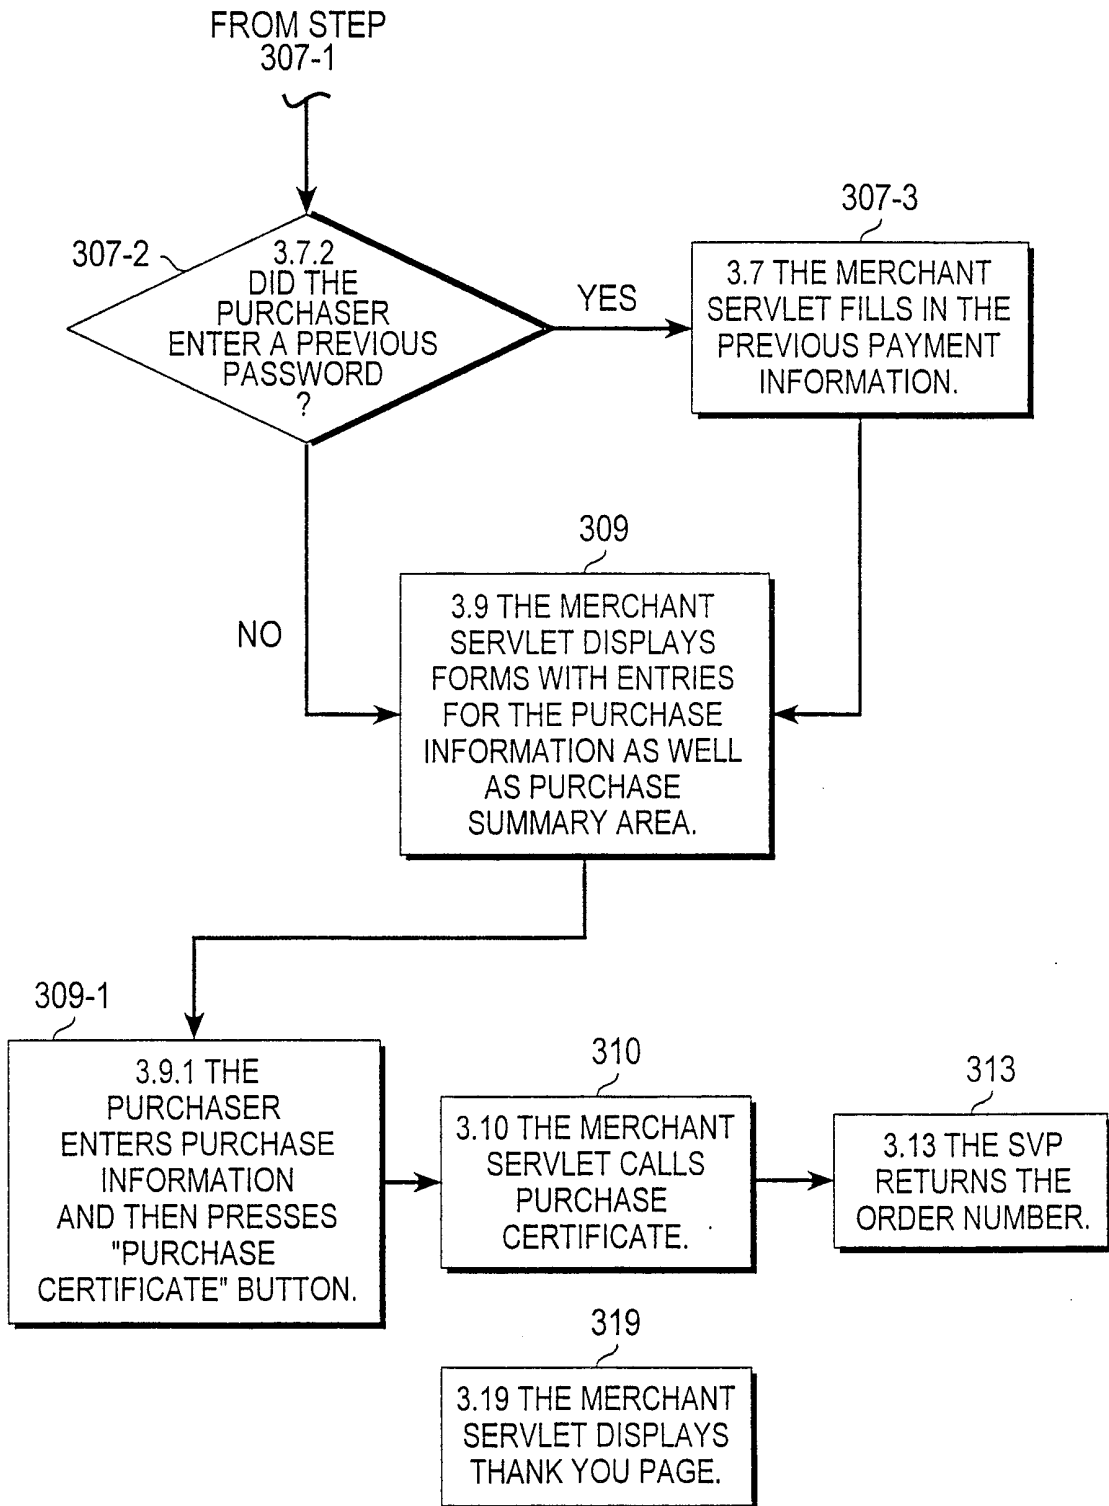 FROM STEP
307-1
307-2
3.7.2
DID THE
PURCHASER
ENTER A PREVIOUS
PASSWORD
?
YES
307-3
3.7 THE MERCHANT
SERVLET FILLS IN THE
PREVIOUS PAYMENT
INFORMATION.
NO
309
3.9 THE MERCHANT
SERVLET DISPLAYS
FORMS WITH ENTRIES
FOR THE PURCHASE
INFORMATION AS WELL
AS PURCHASE
SUMMARY AREA.
309-1
3.9.1 THE
PURCHASER
ENTERS PURCHASE
INFORMATION
AND THEN PRESSES
"PURCHASE
CERTIFICATE" BUTTON.
310
3.10 THE MERCHANT
SERVLET CALLS
PURCHASE
CERTIFICATE.
313
3.13 THE SVP
RETURNS THE
ORDER NUMBER.
319
3.19 THE MERCHANT
SERVLET DISPLAYS
THANK YOU PAGE.